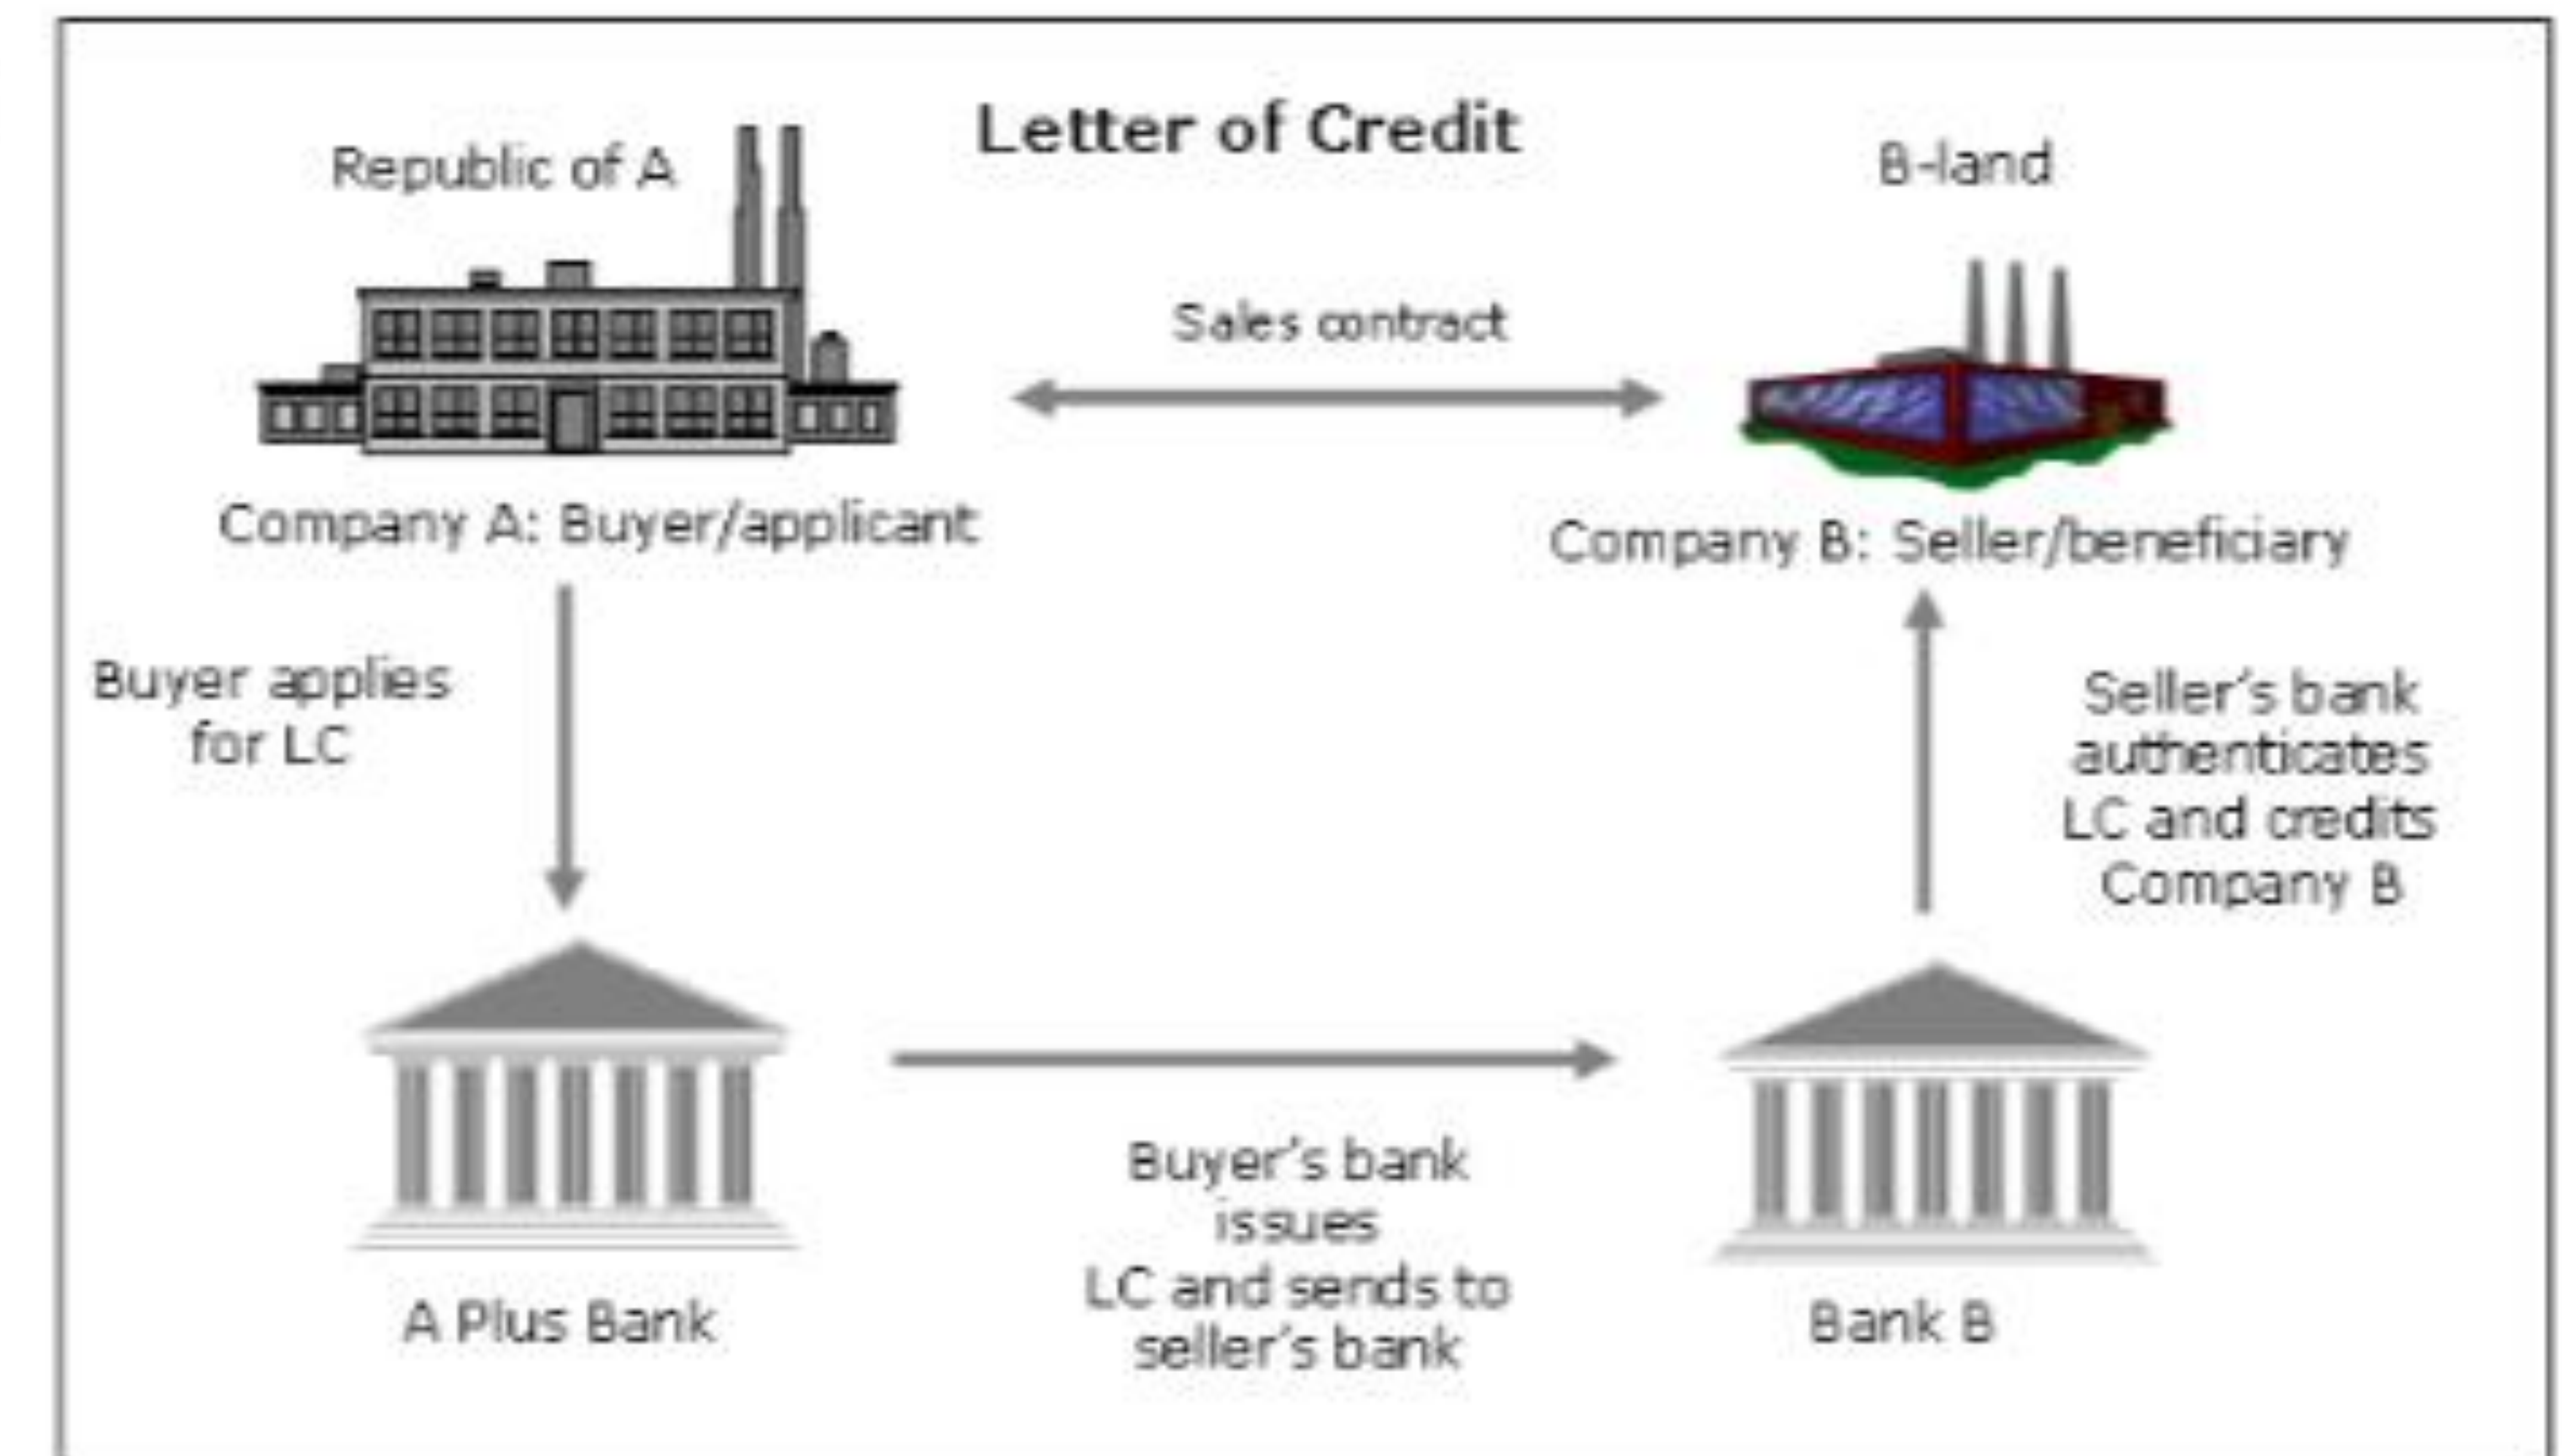 Letter of Credit
Republic of A
B-land
Sales contract
Company A: Buyer/applicant
Company B: Seller/beneficiary
Buyer applies
for LC
Seller's bank
authenticates
LC and credits
Company B
Buyer's bank
issues
LC and sends to
seller's bank
A Plus Bank
Bank B